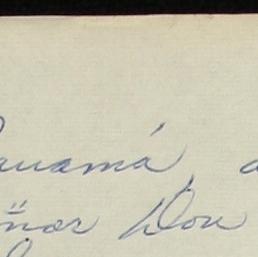 anamá, a
ñor Don